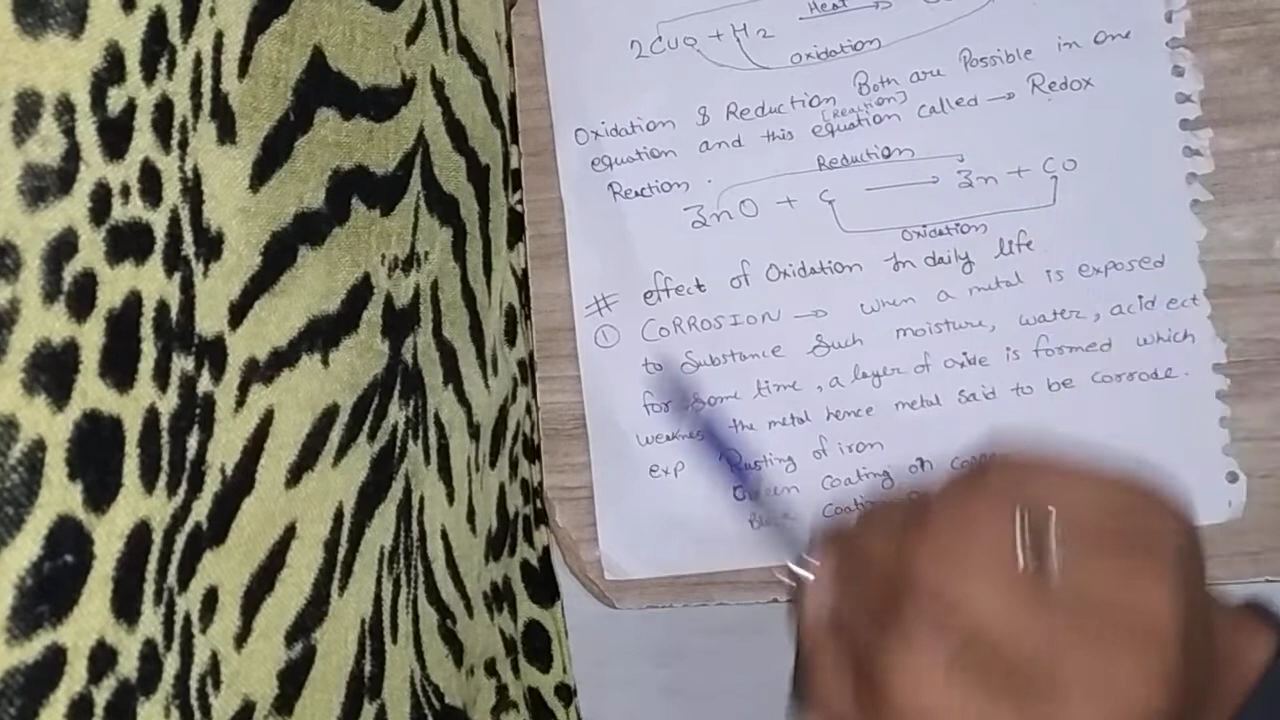 Heat
2CuO + H2
Oxidation
Oxidation & Reduction Both are Possible in One
[Reaction]
equation and this equation called → Redox
Reaction.
Reduction
ZnO + C → Zn + CO
Oxidation
# effect of Oxidation In daily life
① CORROSION → when a metal is exposed
to Substance Such moisture, water, acid ect
for some time, a layer of oxide is formed which
weaknes the metal hence metal said to be corrode.
exp Rusting of iron
Green coating on